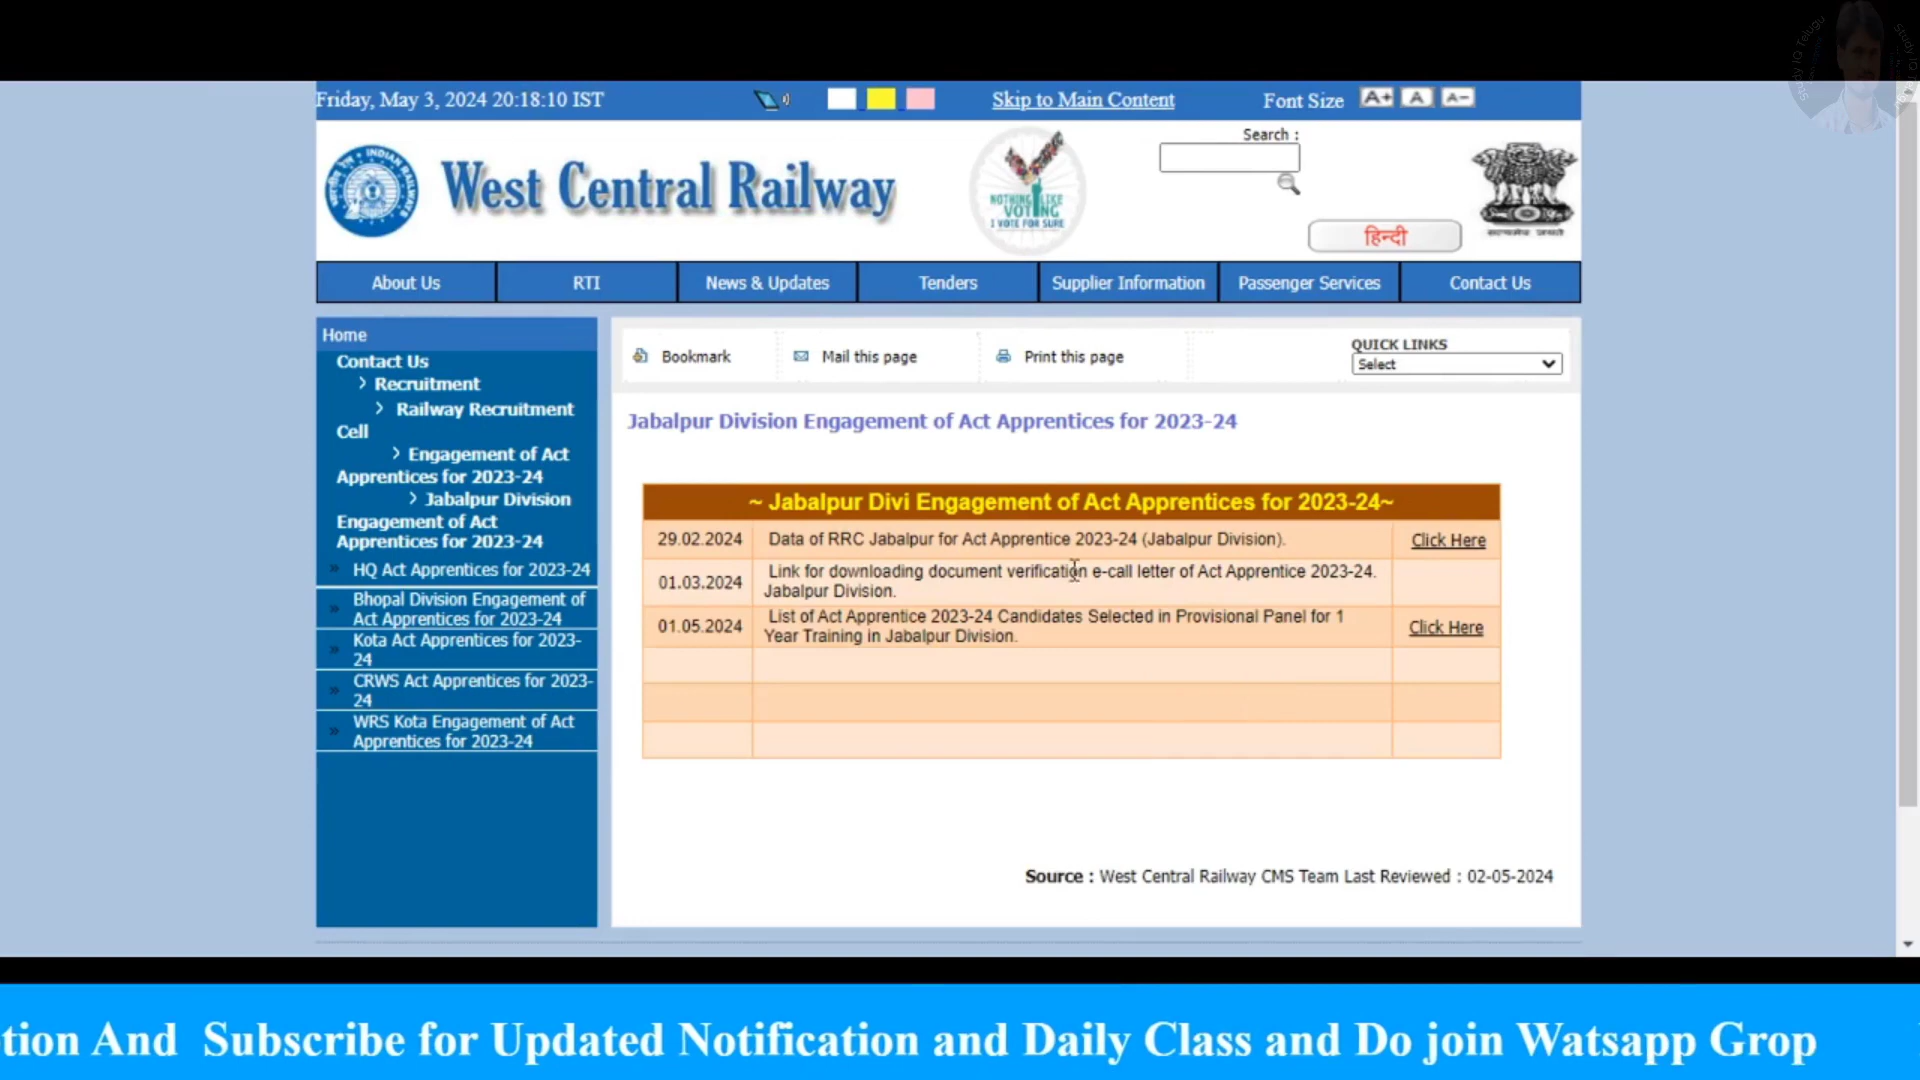 Study IQ Telugu
Friday, May 3, 2024 20:18:10 IST
Skip to Main Content
Font Size A+ A A-
INDIAN
West Central Railway
NOTHING LIKE
VOTING
I VOTE FOR SURE
Search :
सत्यमेव जयते
हिन्दी
About Us
RTI
News & Updates
Tenders
Supplier Information
Passenger Services
Contact Us
Home
Contact Us
> Recruitment
> Railway Recruitment
Cell
> Engagement of Act
Apprentices for 2023-24
> Jabalpur Division
Engagement of Act
Apprentices for 2023-24
» HQ Act Apprentices for 2023-24
» Bhopal Division Engagement of
Act Apprentices for 2023-24
» Kota Act Apprentices for 2023-
24
» CRWS Act Apprentices for 2023-
24
» WRS Kota Engagement of Act
Apprentices for 2023-24
Bookmark
Mail this page
Print this page
QUICK LINKS
Select
Jabalpur Division Engagement of Act Apprentices for 2023-24
~ Jabalpur Divi Engagement of Act Apprentices for 2023-24~
29.02.2024 Data of RRC Jabalpur for Act Apprentice 2023-24 (Jabalpur Division). Click Here
01.03.2024 Link for downloading document verification e-call letter of Act Apprentice 2023-24.
Jabalpur Division.
01.05.2024 List of Act Apprentice 2023-24 Candidates Selected in Provisional Panel for 1
Year Training in Jabalpur Division. Click Here
Source : West Central Railway CMS Team Last Reviewed : 02-05-2024
tion And Subscribe for Updated Notification and Daily Class and Do join Watsapp Grop